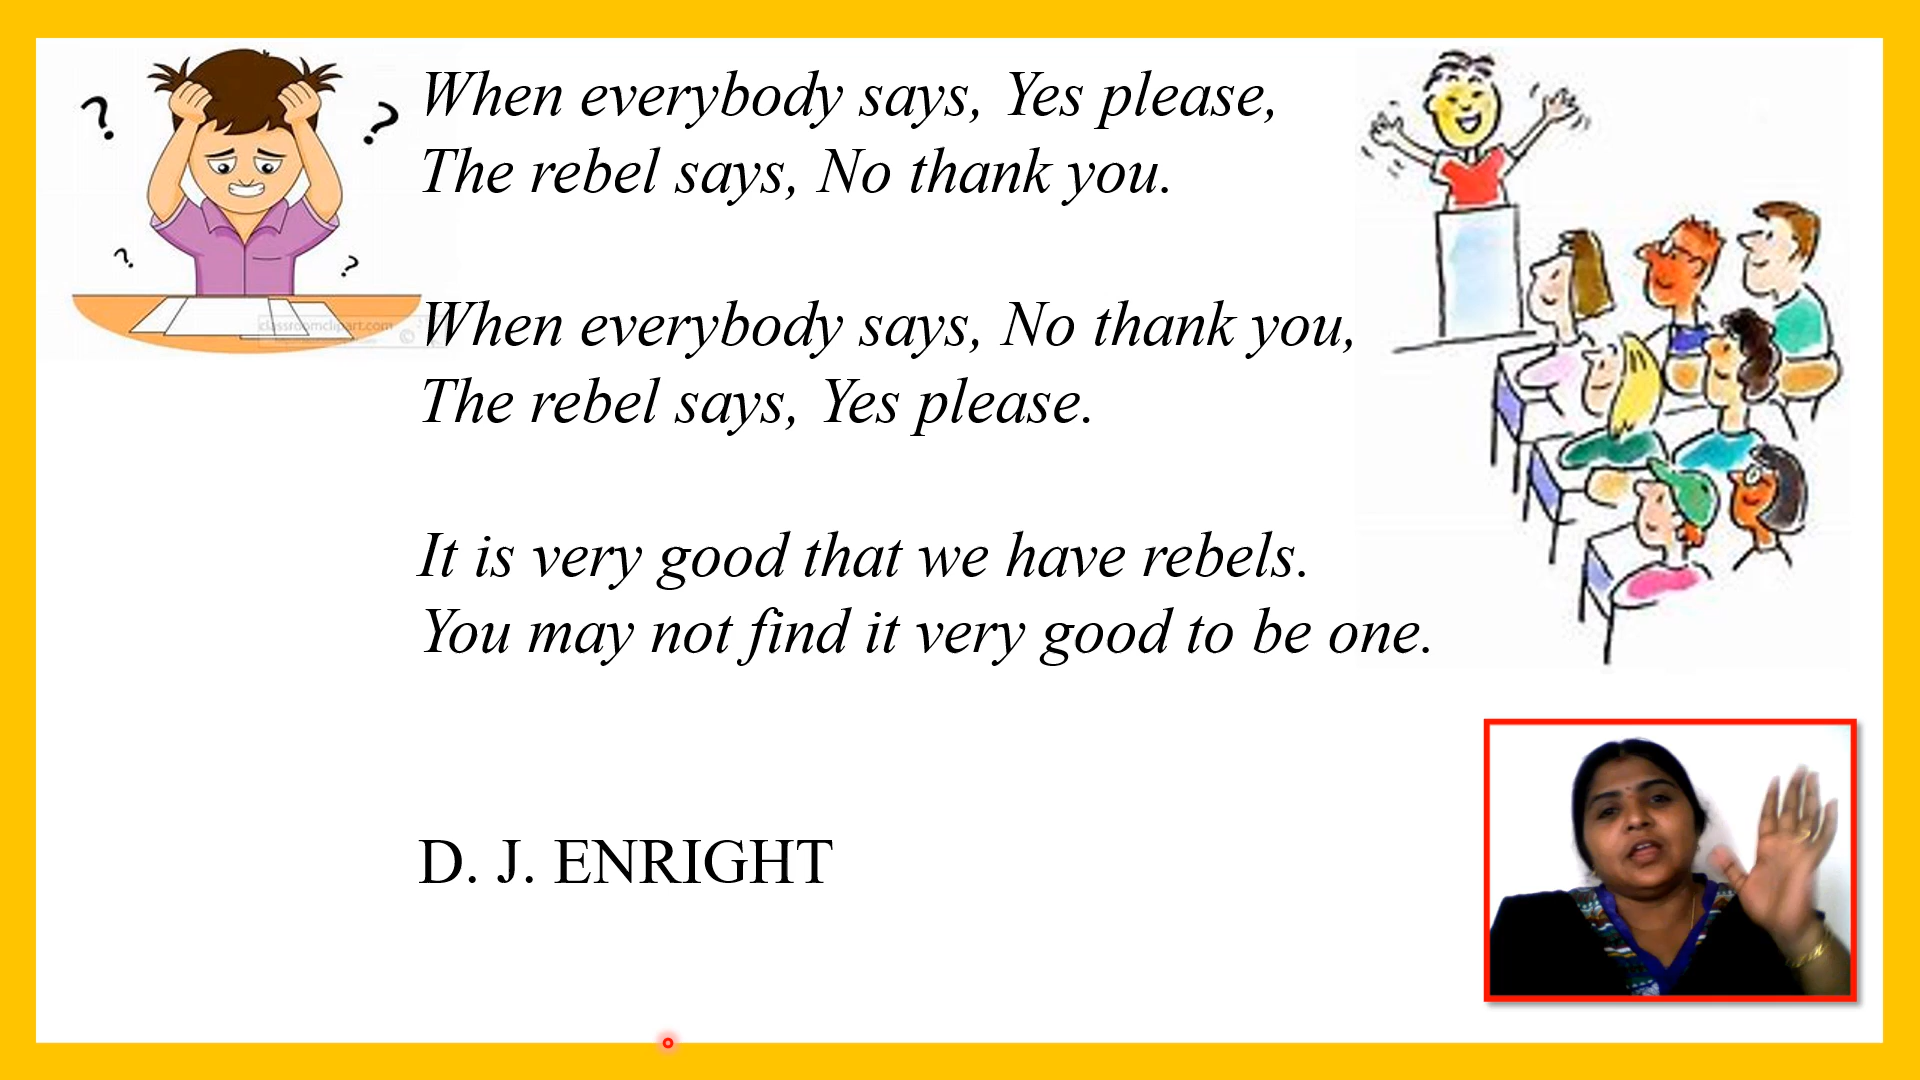 When everybody says, Yes please,
The rebel says, No thank you.
When everybody says, No thank you,
The rebel says, Yes please.
It is very good that we have rebels.
You may not find it very good to be one.
D. J. ENRIGHT
classroomclipart.com ©
? ? ? ?